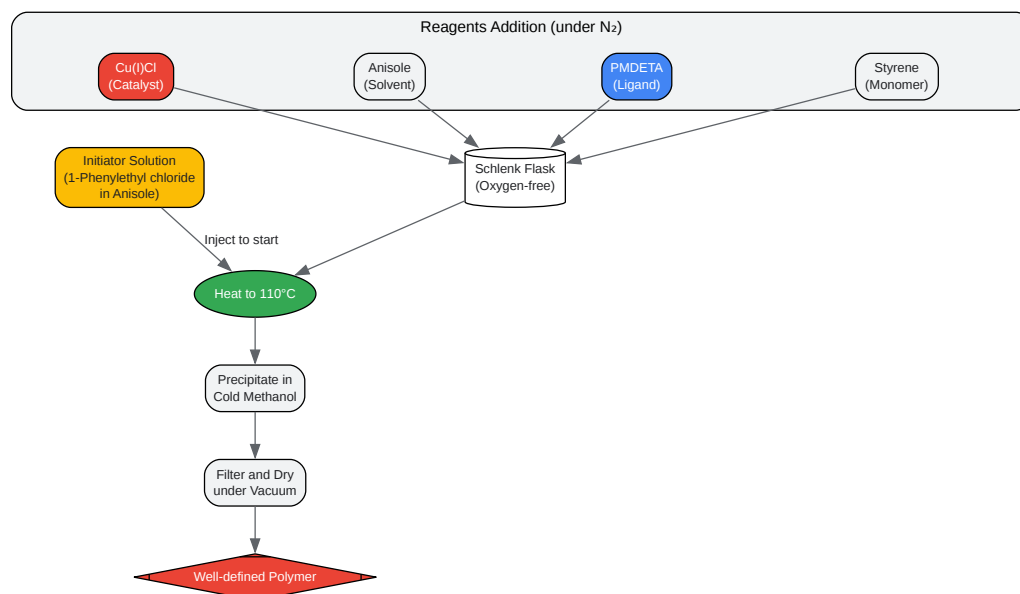 Reagents Addition (under N₂)
Cu(I)Cl
(Catalyst)
Anisole
(Solvent)
PMDETA
(Ligand)
Styrene
(Monomer)
Initiator Solution
(1-Phenylethyl chloride
in Anisole)
Schlenk Flask
(Oxygen-free)
Inject to start
Heat to 110°C
Precipitate in
Cold Methanol
Filter and Dry
under Vacuum
Well-defined Polymer